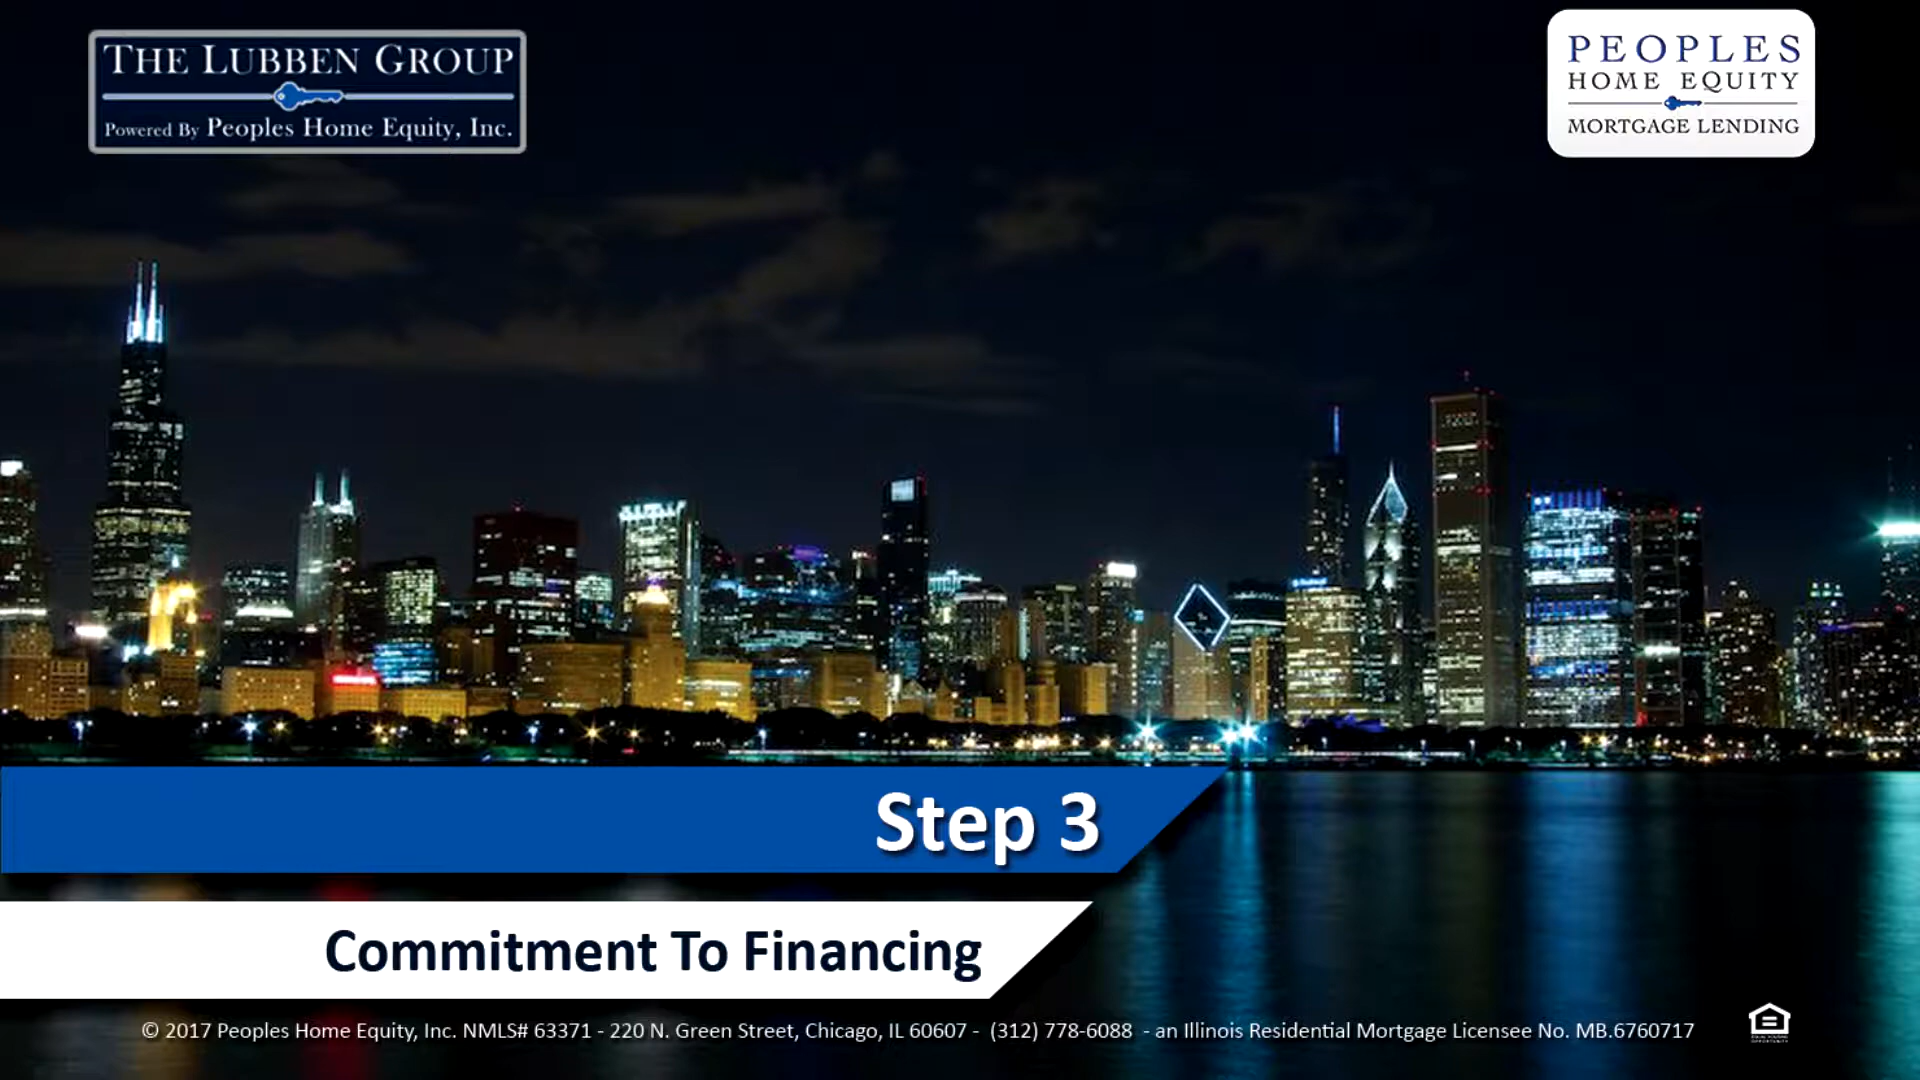 THE LUBBEN GROUP
Powered By Peoples Home Equity, Inc.
PEOPLES
HOME EQUITY
MORTGAGE LENDING
Step 3
Commitment To Financing
© 2017 Peoples Home Equity, Inc. NMLS# 63371 - 220 N. Green Street, Chicago, IL 60607 - (312) 778-6088 - an Illinois Residential Mortgage Licensee No. MB.6760717